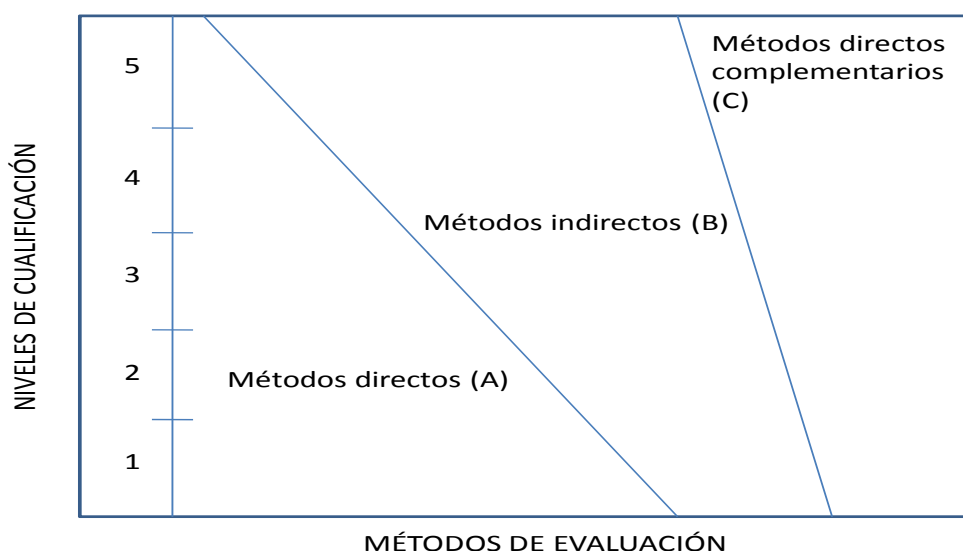 Métodos directos
complementarios
(C)
5
NIVELES DE CUALIFICACIÓN
4
Métodos indirectos (B)
3
2
Métodos directos (A)
1
MÉTODOS DE EVALUACIÓN